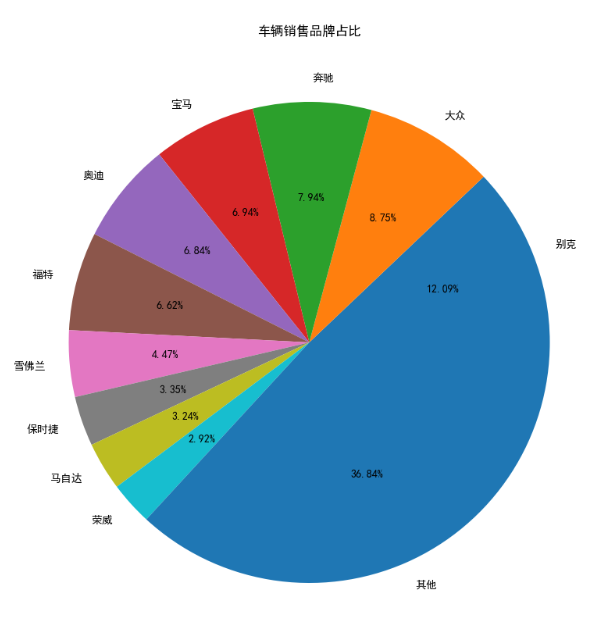 车辆销售品牌占比
奔驰
宝马
大众
奥迪
别克
福特
雪佛兰
保时捷
马自达
荣威
其他
7.94%
6.94%
8.75%
6.84%
12.09%
6.62%
4.47%
3.35%
3.24%
2.92%
36.84%